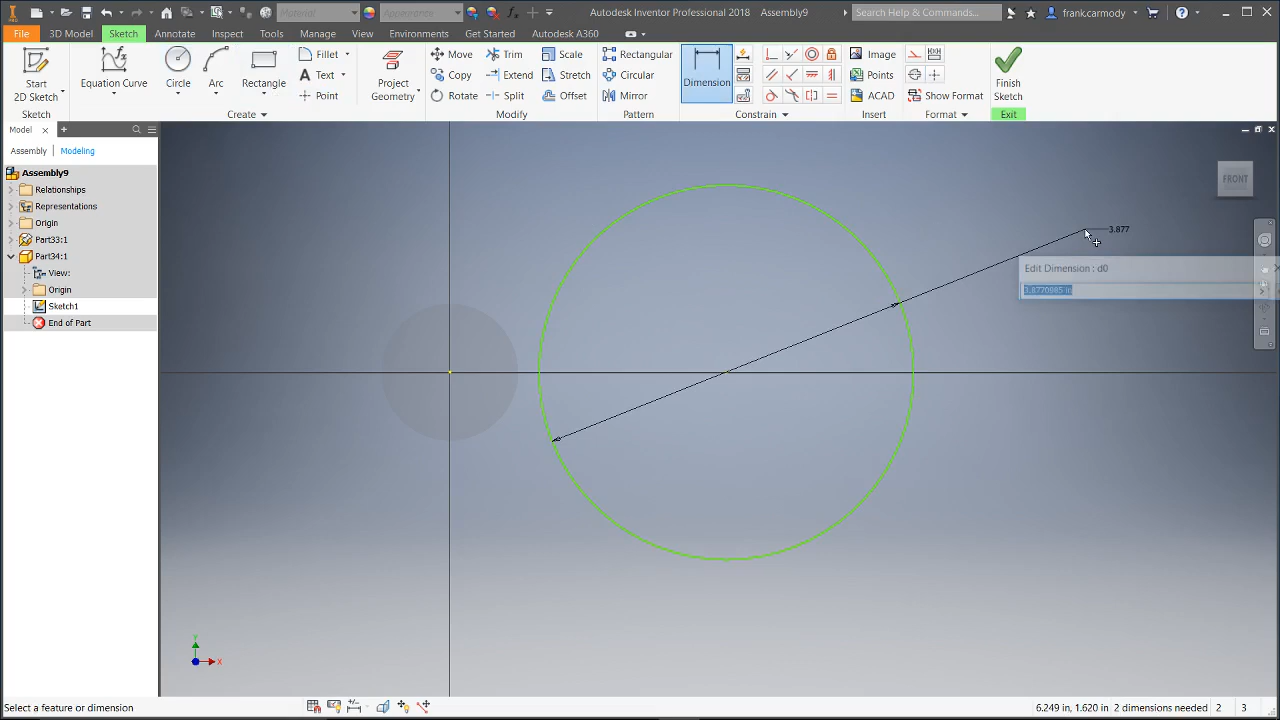 Material
Appearance
Autodesk Inventor Professional 2018
Assembly9
Search Help & Commands...
frank.carmody
File
3D Model
Sketch
Annotate
Inspect
Tools
Manage
View
Environments
Get Started
Autodesk A360
Start
2D Sketch
Sketch
Equation Curve
Circle
Arc
Rectangle
Fillet
Text
Point
Create
Project
Geometry
Move
Copy
Rotate
Trim
Extend
Split
Scale
Stretch
Offset
Modify
Rectangular
Circular
Mirror
Pattern
Dimension
Constrain
Image
Points
ACAD
Insert
Show Format
Format
Finish
Sketch
Exit
Model
Assembly
Modeling
Assembly9
Relationships
Representations
Origin
Part33:1
Part34:1
View:
Origin
Sketch1
End of Part
FRONT
3.877
Edit Dimension : d0
3.8770985 in
Y
X
Select a feature or dimension
6.249 in, 1.620 in
2 dimensions needed
2
3